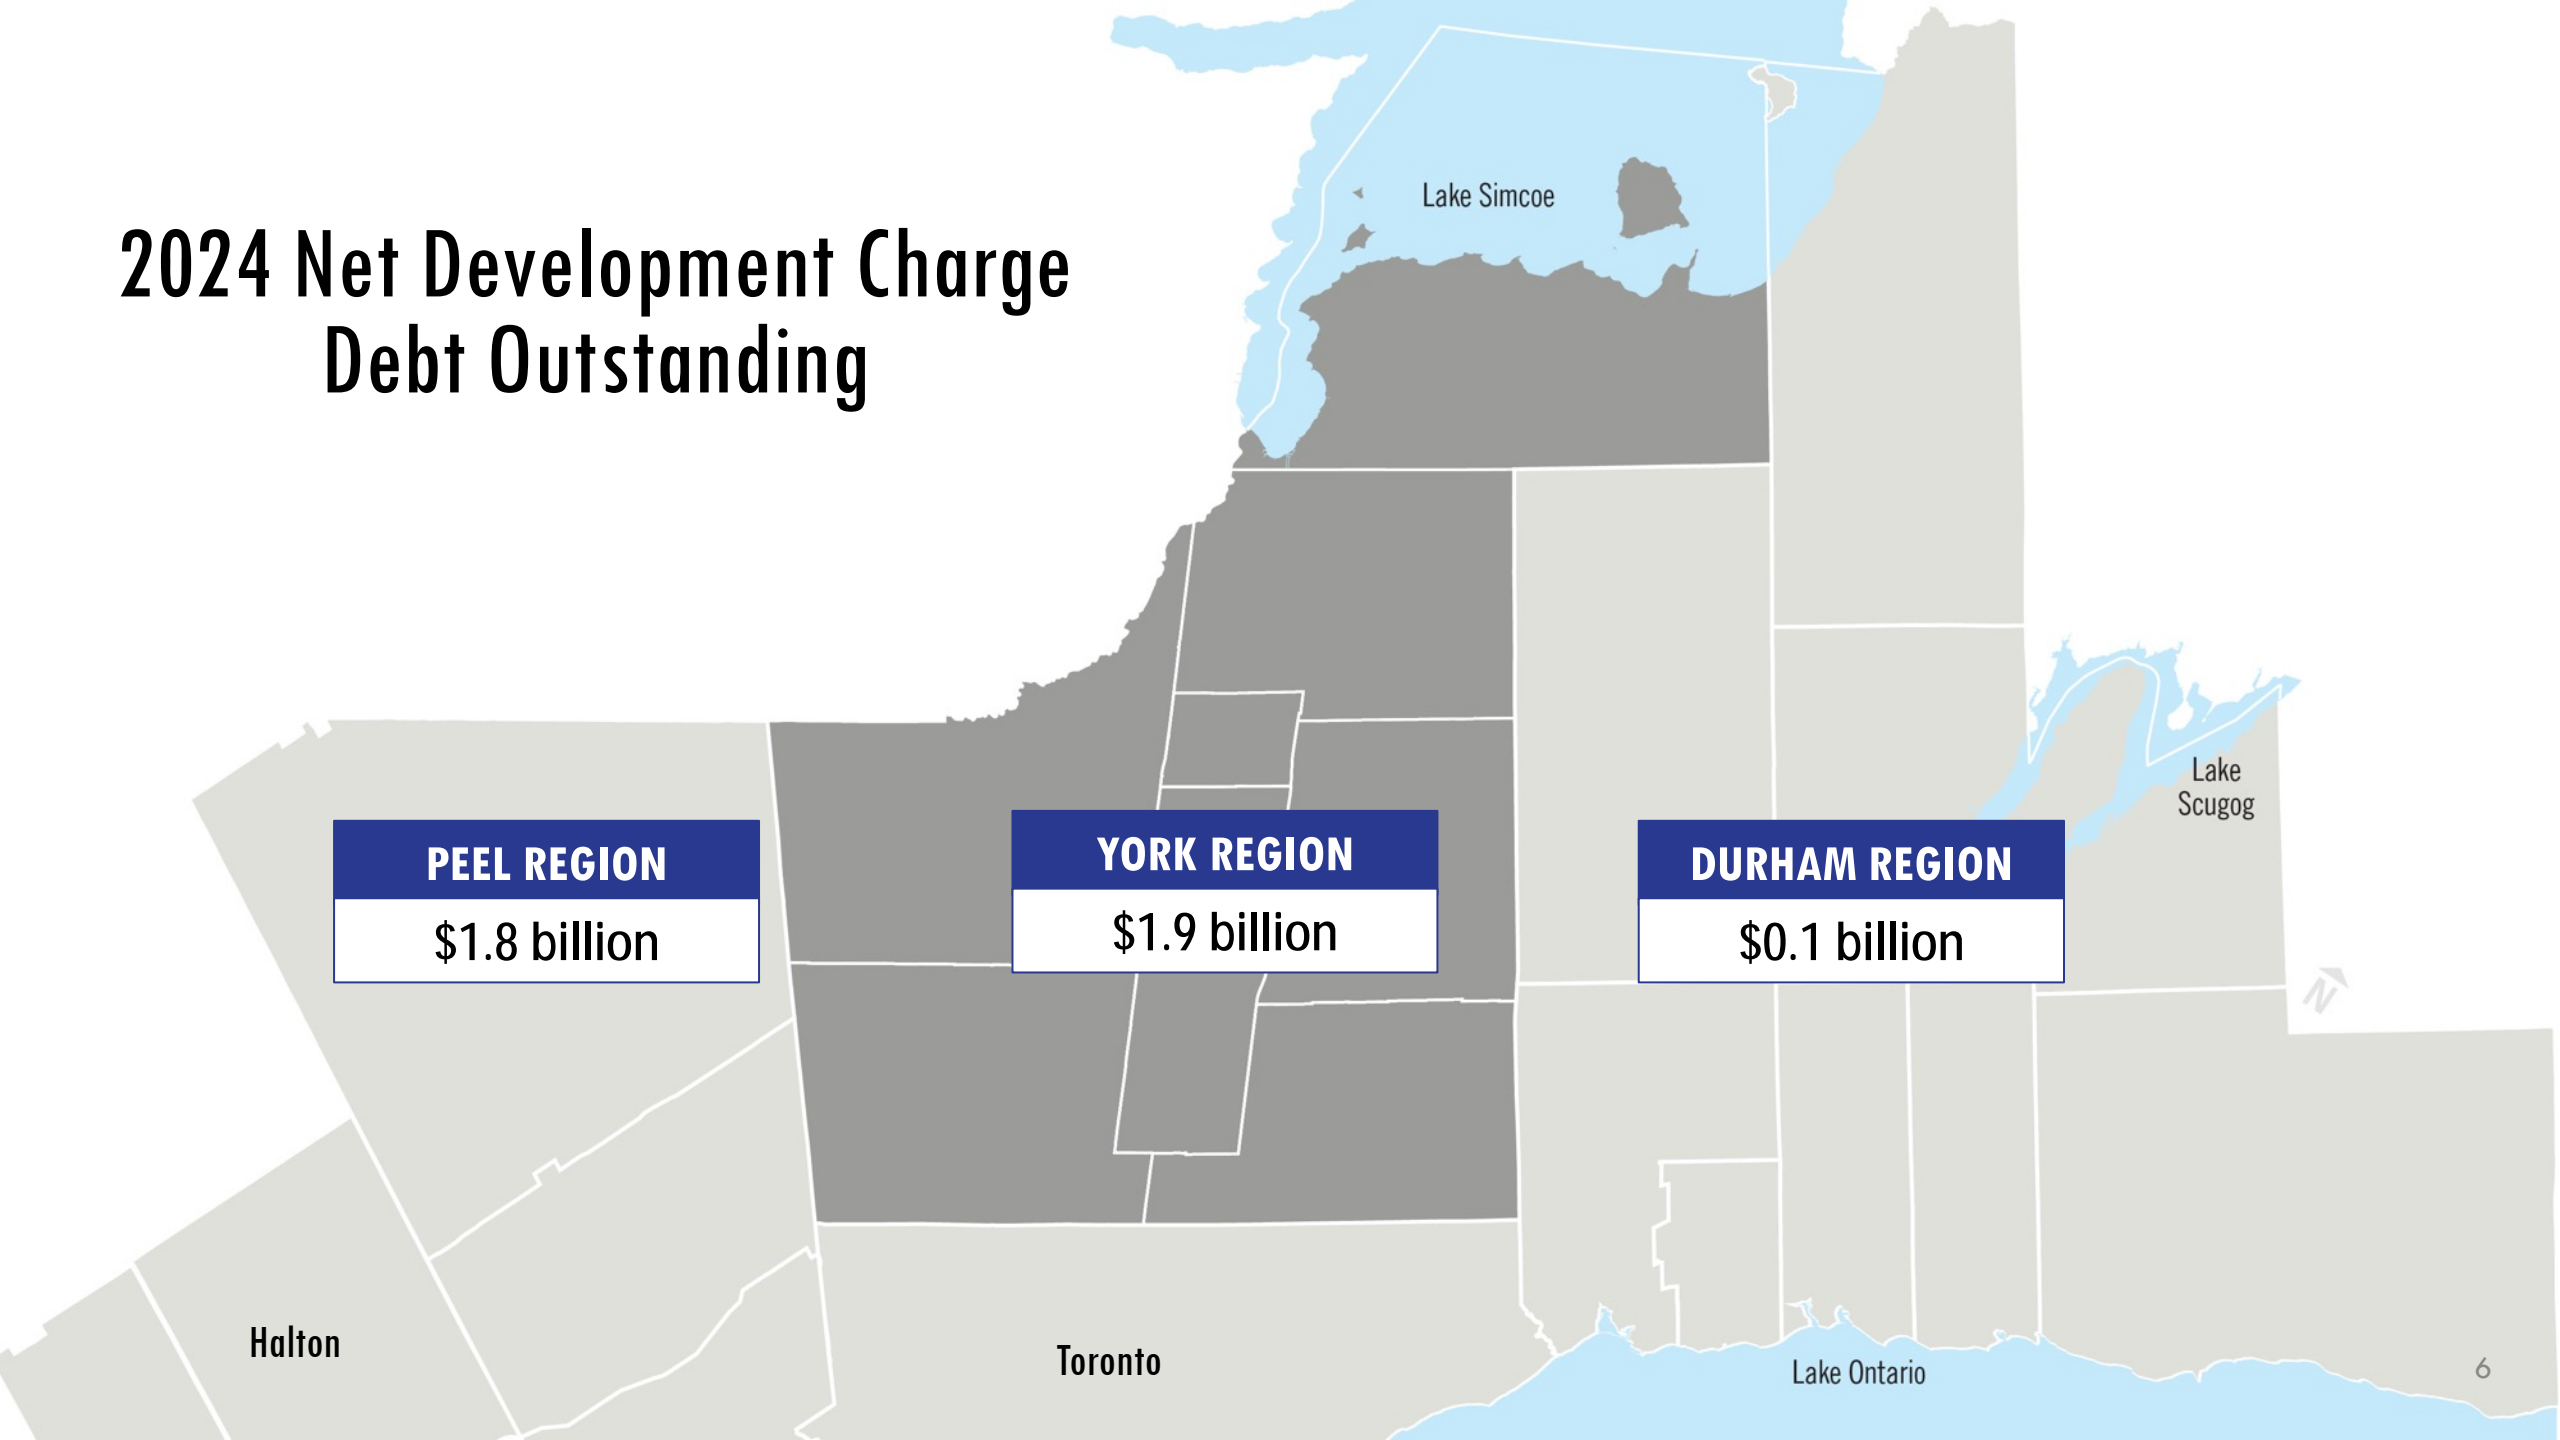 2024 Net Development Charge
Debt Outstanding
Lake Simcoe
Lake
Scugog
PEEL REGION
$1.8 billion
YORK REGION
$1.9 billion
DURHAM REGION
$0.1 billion
N
Halton
Toronto
Lake Ontario
6